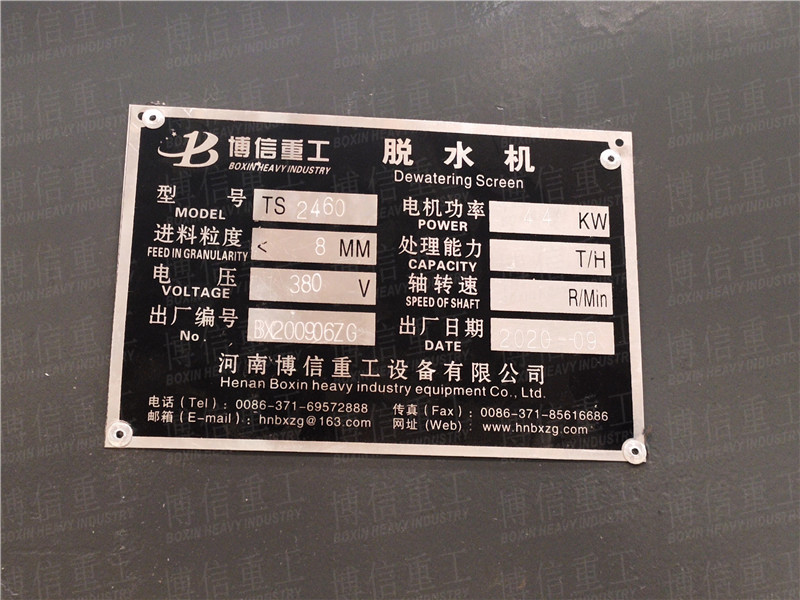 博信重工
BOXIN HEAVY INDUSTRY
脱水机
Dewatering Screen
型号 TS 2460
MODEL
电机功率 KW
POWER
进料粒度 < 8 MM
FEED IN GRANULARITY
处理能力 T/H
CAPACITY
电压 380 V
VOLTAGE
轴转速 R/Min
SPEED OF SHAFT
出厂编号 BX200906ZG
No.
出厂日期 2020-09
DATE
河南博信重工设备有限公司
Henan Boxin heavy industry equipment Co., Ltd.
电话(Tel): 0086-371-69572888
传真(Fax): 0086-371-85616686
邮箱(E-mail): hnbxzg@163.com
网址(Web) www.hnbxzg.com